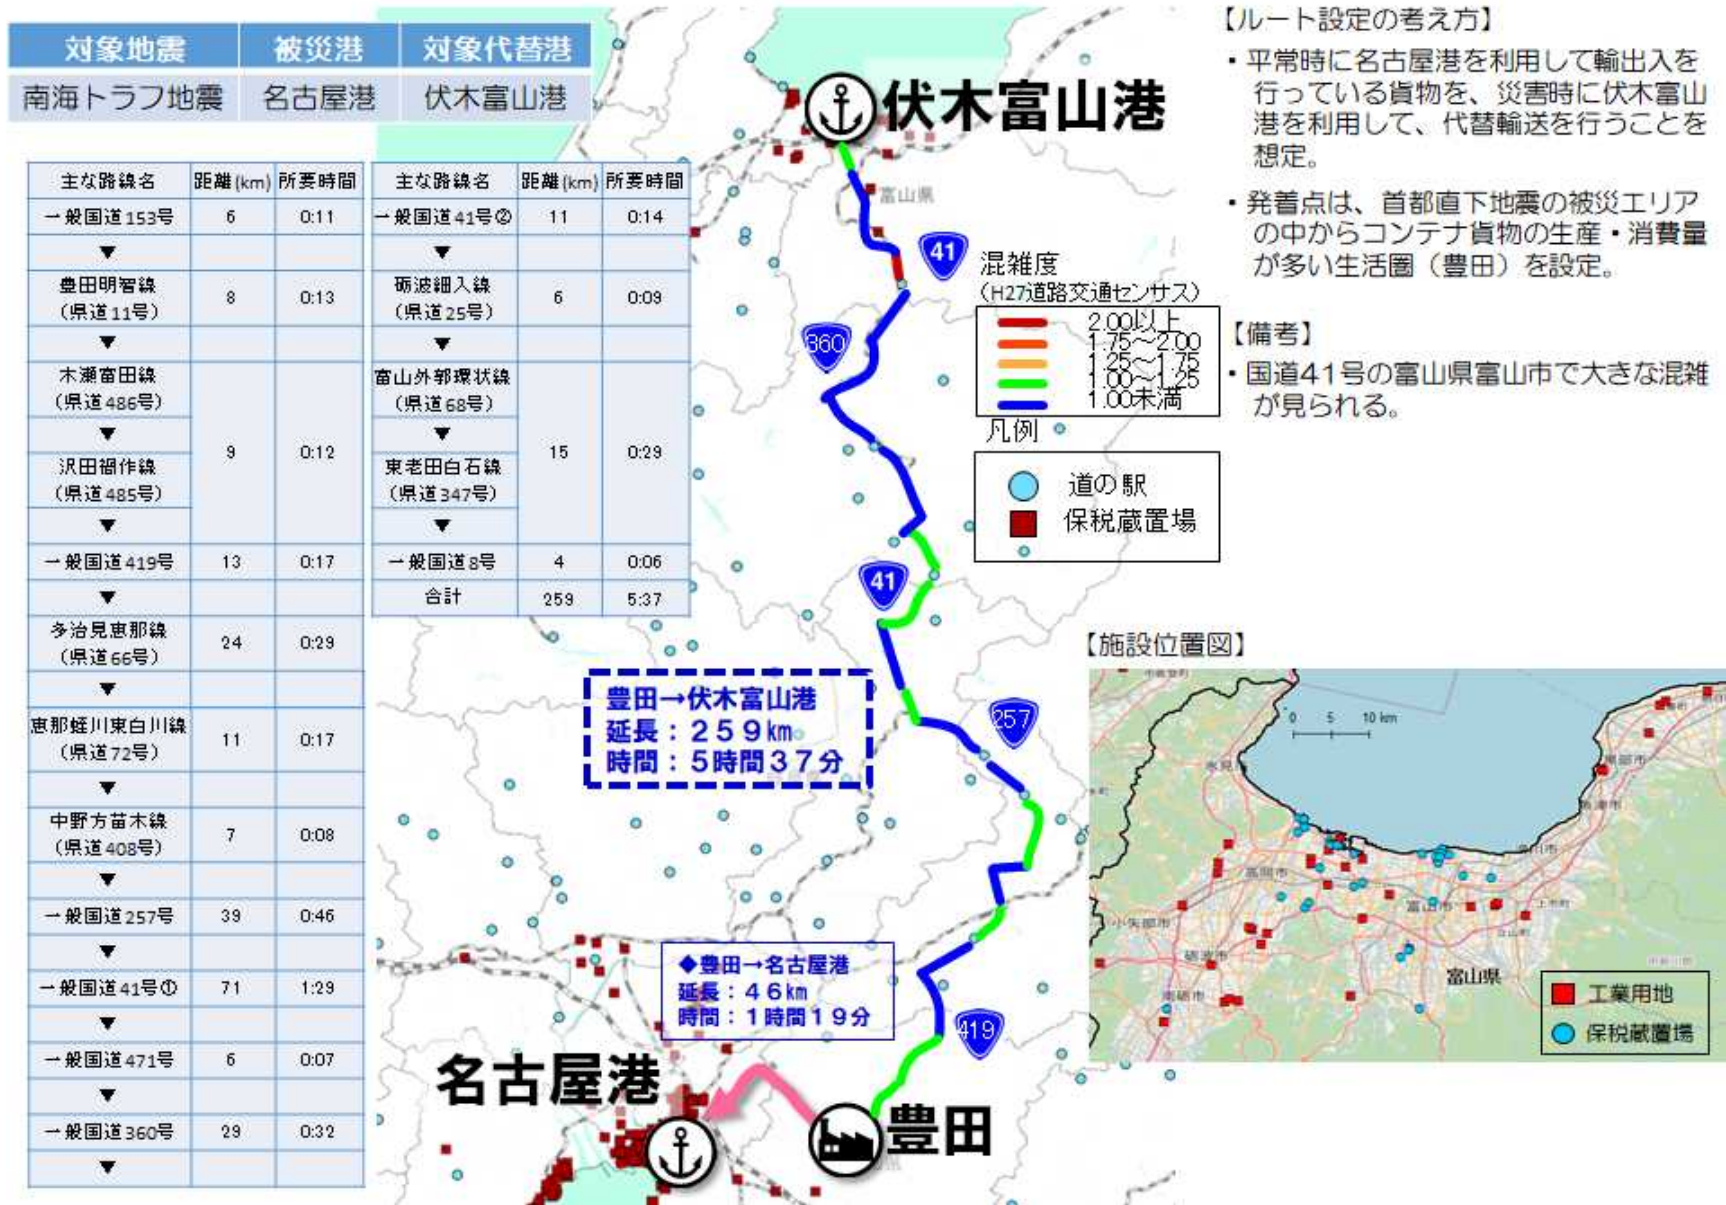 対象地震 被災港 対象代替港
南海トラフ地震 名古屋港 伏木富山港
主な路線名 距離(km) 所要時間
一般国道153号 6 0:11
▼
豊田明智線
(県道11号) 8 0:13
▼
木瀬富田線
(県道486号)
▼
9 0:12
沢田福作線
(県道485号)
▼
一般国道419号 13 0:17
▼
多治見恵那線
(県道66号) 24 0:29
▼
恵那蛭川東白川線
(県道72号) 11 0:17
▼
中野方苗木線
(県道408号) 7 0:08
▼
一般国道257号 39 0:46
▼
一般国道41号① 71 1:29
▼
一般国道471号 6 0:07
▼
一般国道360号 29 0:32
▼
主な路線名 距離(km) 所要時間
一般国道41号② 11 0:14
▼
砺波細入線
(県道25号) 6 0:09
▼
富山外郭環状線
(県道68号)
▼
15 0:29
東老田白石線
(県道347号)
▼
一般国道8号 4 0:06
合計 259 5:37
伏木富山港
富山県
41
360
41
257
419
混雑度
(H27道路交通センサス)
2.00以上
1.75～2.00
1.25～1.75
1.00～1.25
1.00未満
凡例
道の駅
保税蔵置場
豊田→伏木富山港
延長：259km
時間：5時間37分
◆豊田→名古屋港
延長：46km
時間：1時間19分
名古屋港
豊田
【ルート設定の考え方】
・平常時に名古屋港を利用して輸出入を
行っている貨物を、災害時に伏木富山
港を利用して、代替輸送を行うことを
想定。
・発着点は、首都直下地震の被災エリア
の中からコンテナ貨物の生産・消費量
が多い生活圏（豊田）を設定。
【備考】
・国道41号の富山県富山市で大きな混雑
が見られる。
【施設位置図】
0 5 10 km
高岡市
富山市
上市町
立山町
小矢部市
砺波市
南砺市
富山県
工業用地
保税蔵置場